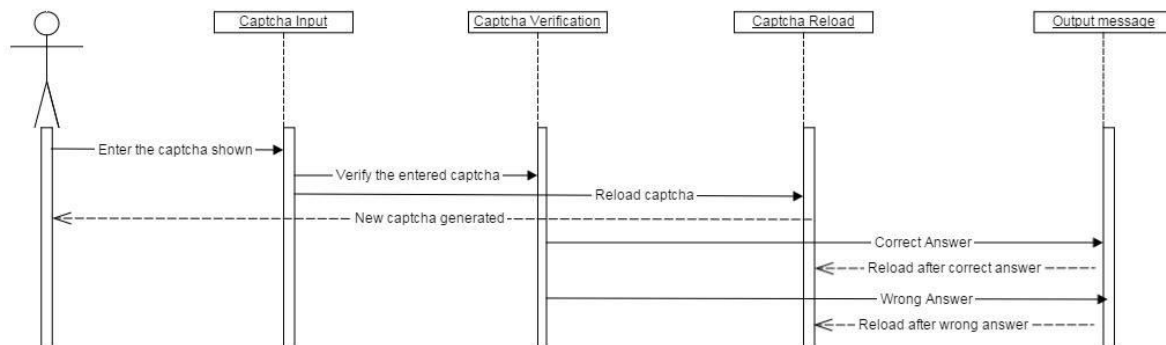 Captcha Input
Captcha Verification
Captcha Reload
Output message
Enter the captcha shown
Verify the entered captcha
Reload captcha
New captcha generated
Correct Answer
Reload after correct answer
Wrong Answer
Reload after wrong answer